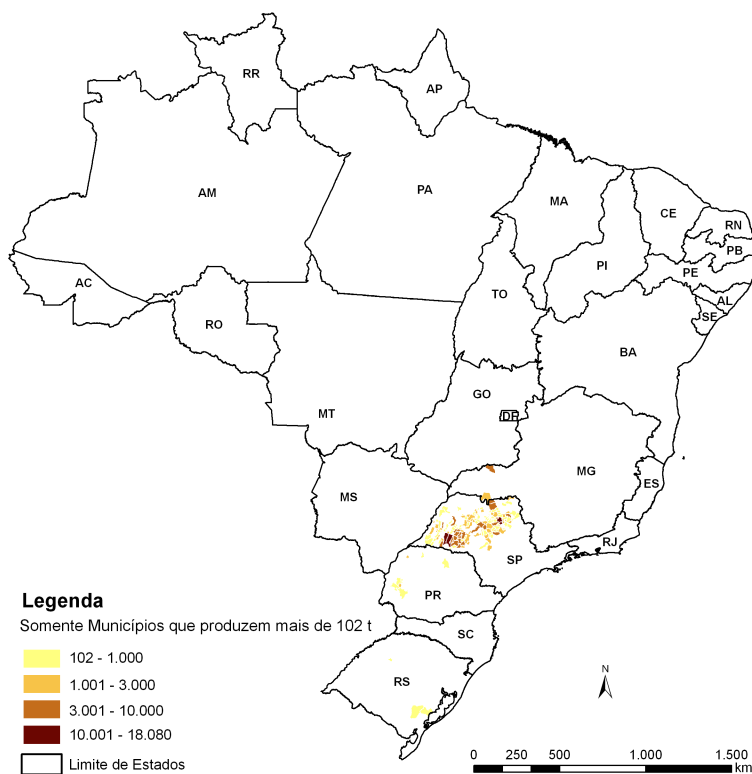 RR
AP
AM
PA
MA
CE
RN
PB
PI
PE
AL
SE
AC
TO
RO
BA
GO
DF
MT
MG
MS
ES
RJ
SP
PR
SC
RS
N
Legenda
Somente Municípios que produzem mais de 102 t
102 - 1.000
1.001 - 3.000
3.001 - 10.000
10.001 - 18.080
Limite de Estados
0 250 500 1.000 1.500
km